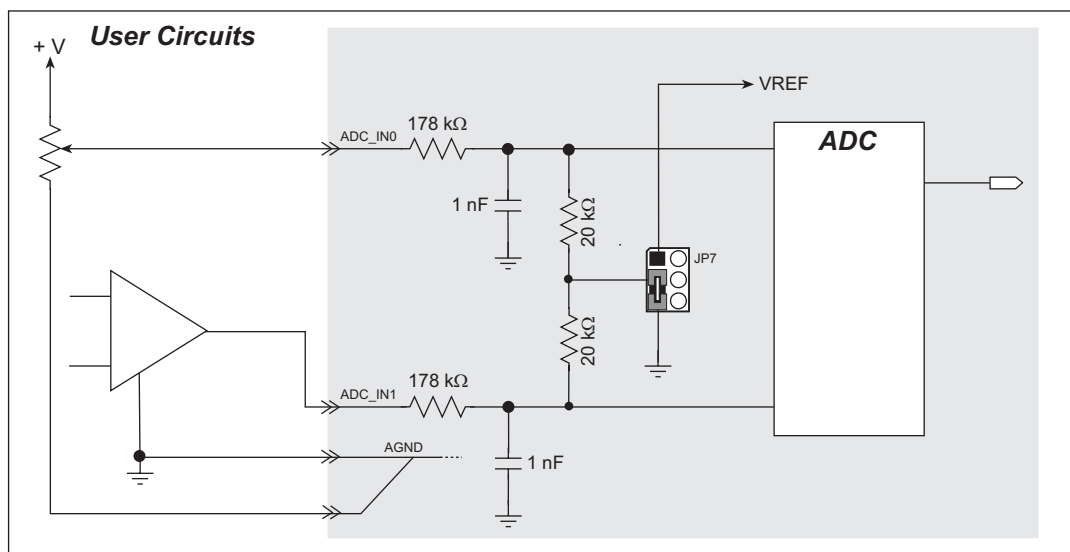 User Circuits
+ V
VREF
ADC_IN0
178 kΩ
ADC
1 nF
20 kΩ
JP7
20 kΩ
178 kΩ
ADC_IN1
AGND
1 nF